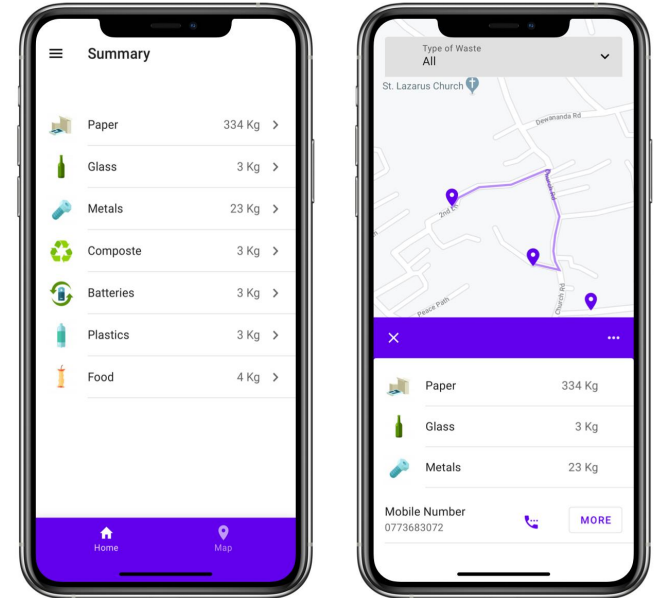 Summary
Paper 334 Kg
Glass 3 Kg
Metals 23 Kg
Composte 3 Kg
Batteries 3 Kg
Plastics 3 Kg
Food 4 Kg
Home Map
Type of Waste
All
St. Lazarus Church
Dewananda Rd
Church Rd
2nd Ln
Church Rd
Peace Path
Paper 334 Kg
Glass 3 Kg
Metals 23 Kg
Mobile Number
0773683072
MORE